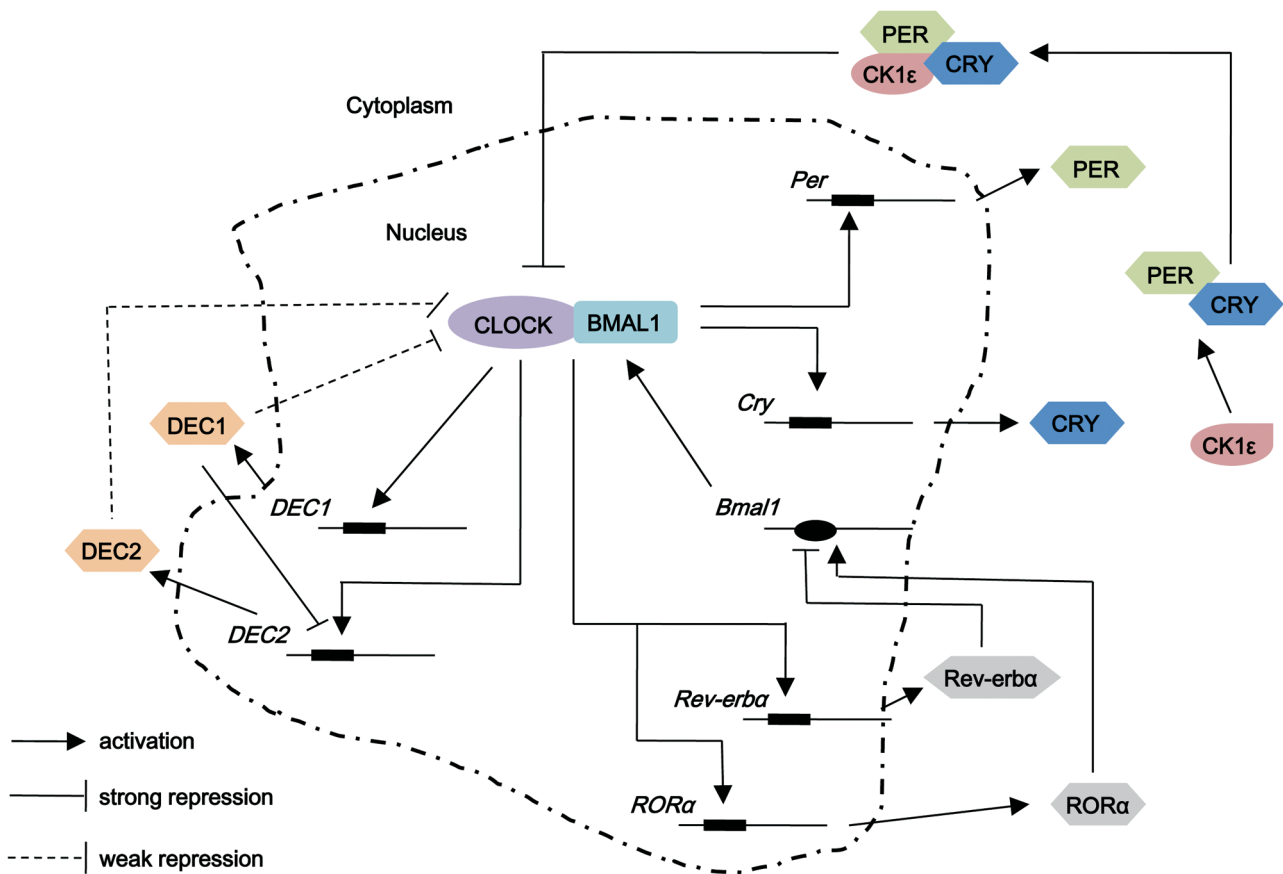 PER
CK1ε
CRY
Cytoplasm
Per
PER
Nucleus
PER
CRY
CLOCK
BMAL1
Cry
CRY
DEC1
CK1ε
DEC1
Bmal1
DEC2
DEC2
Rev-erbα
Rev-erbα
activation
strong repression
RORα
RORα
weak repression